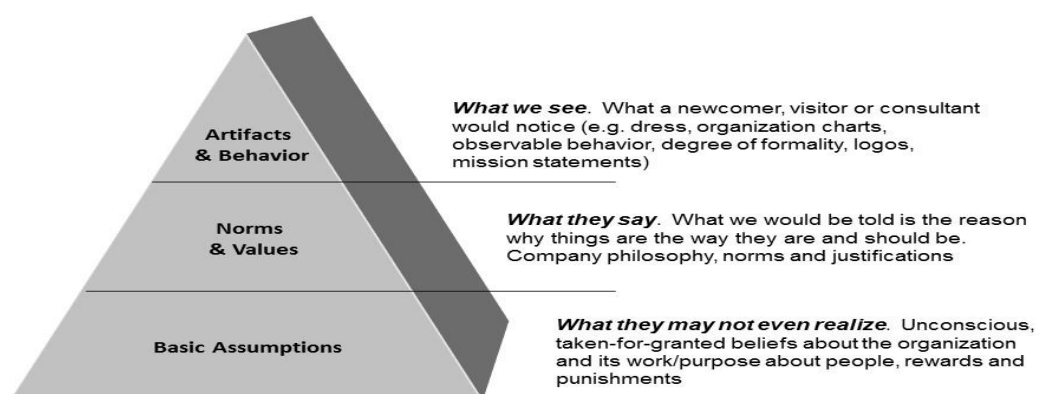 Artifacts
& Behavior
What we see. What a newcomer, visitor or consultant
would notice (e.g. dress, organization charts,
observable behavior, degree of formality, logos,
mission statements)
Norms
& Values
What they say. What we would be told is the reason
why things are the way they are and should be.
Company philosophy, norms and justifications
Basic Assumptions
What they may not even realize. Unconscious,
taken-for-granted beliefs about the organization
and its work/purpose about people, rewards and
punishments